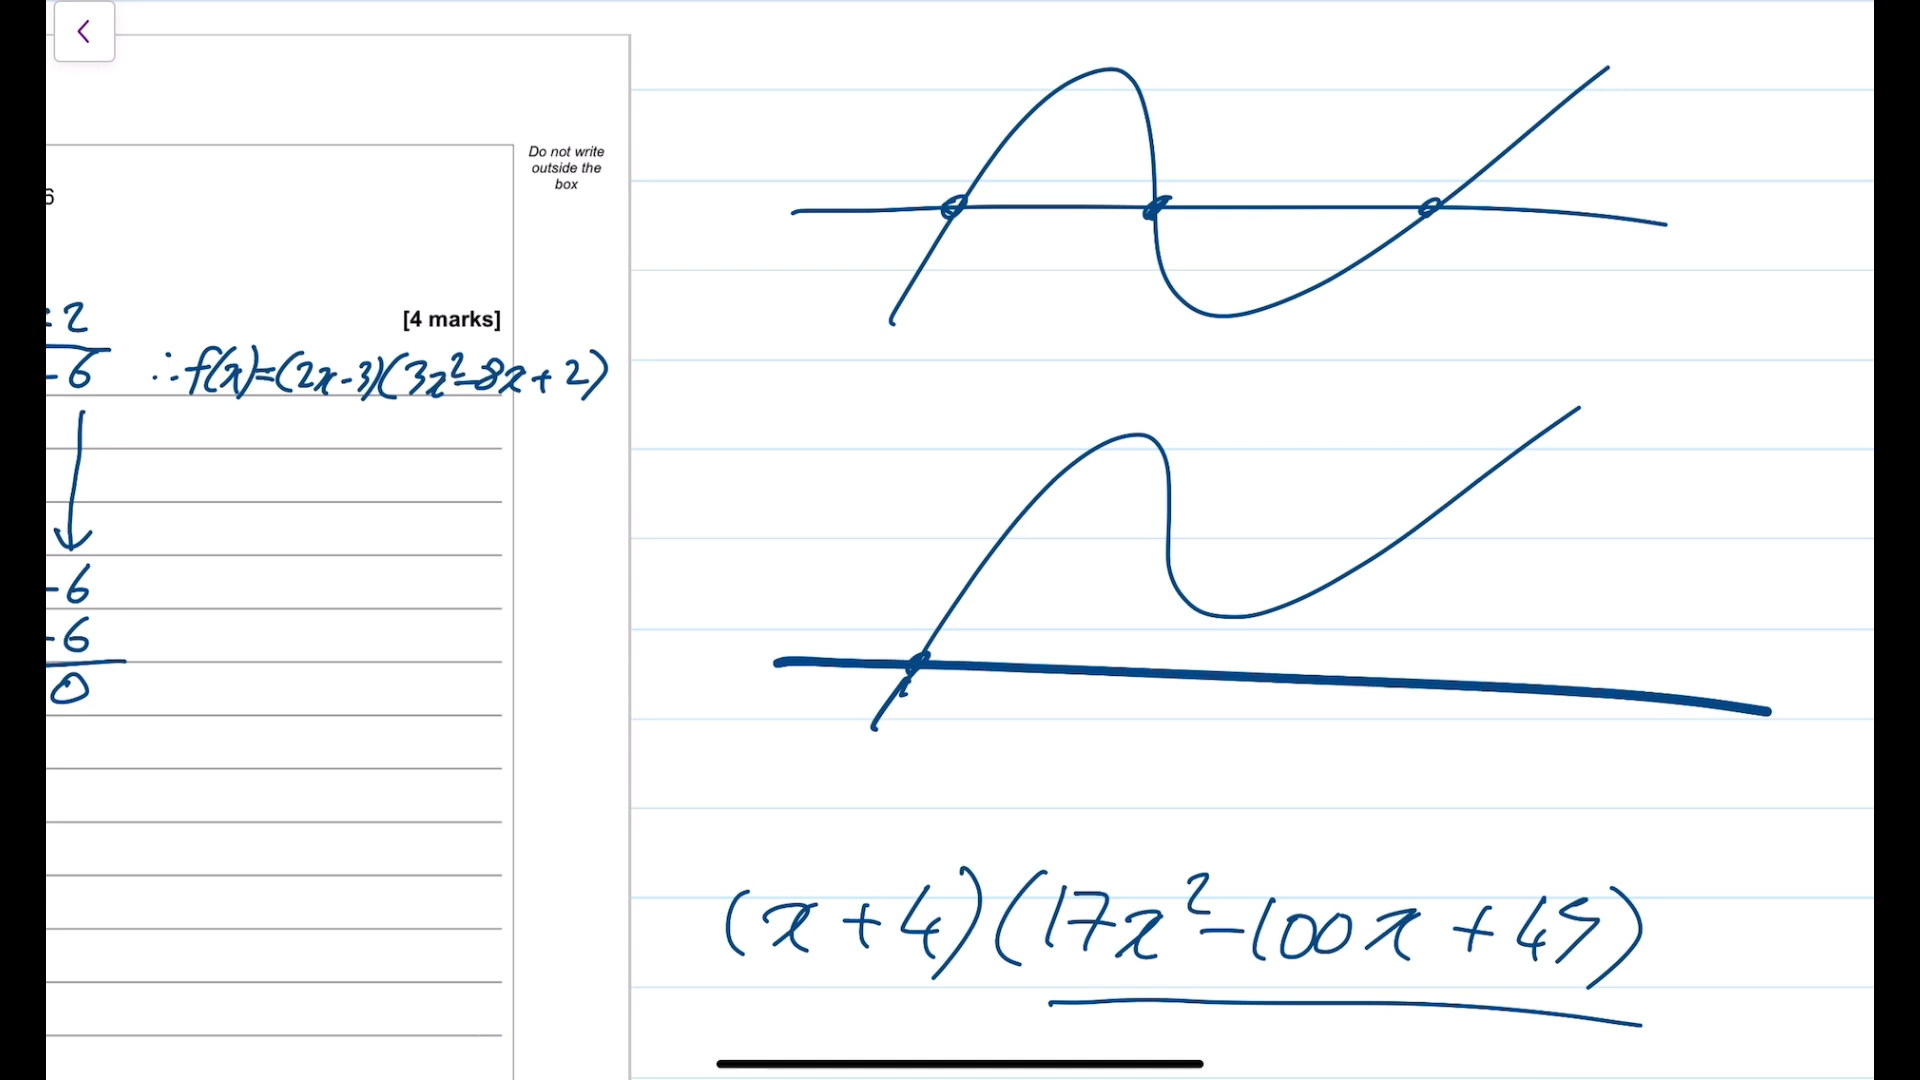 Do not write
outside the
box
6
[4 marks]
2
-6 ∴ f(x)=(2x-3)(3x²-8x+2)
-6
-6
0
(x+4)(17x²-100x+45)